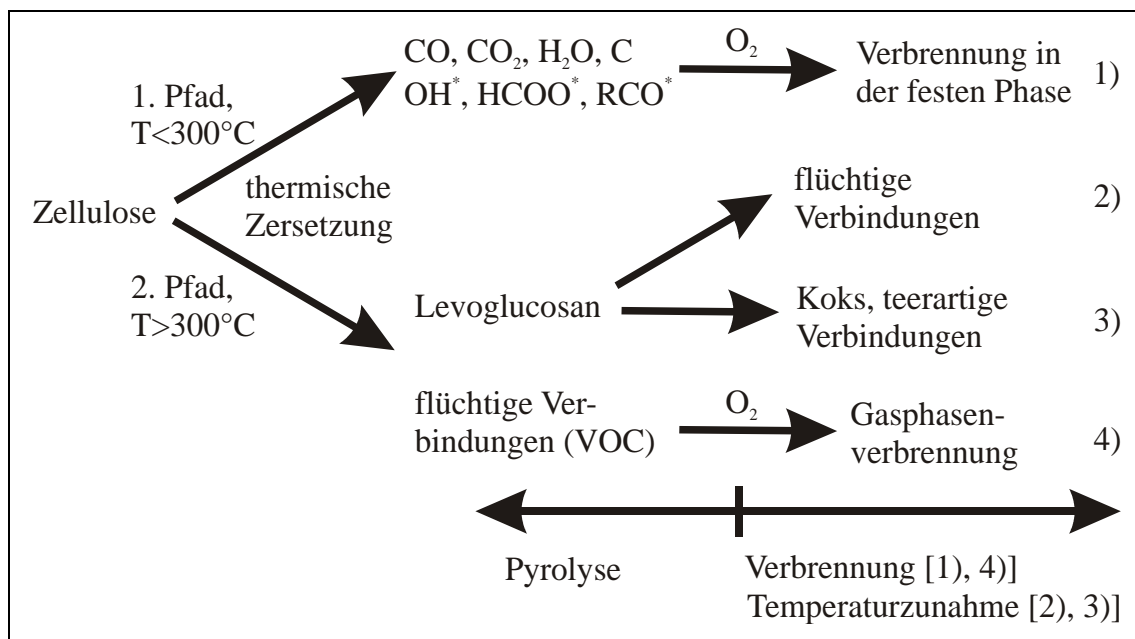 CO, CO₂, H₂O, C
OH*, HCOO*, RCO*
O₂
Verbrennung in
der festen Phase
1)
1. Pfad,
T<300°C
thermische
Zersetzung
Zellulose
flüchtige
Verbindungen
2)
2. Pfad,
T>300°C
Levoglucosan
Koks, teerartige
Verbindungen
3)
flüchtige Ver-
bindungen (VOC)
O₂
Gasphasen-
verbrennung
4)
Pyrolyse
Verbrennung [1), 4)]
Temperaturzunahme [2), 3)]